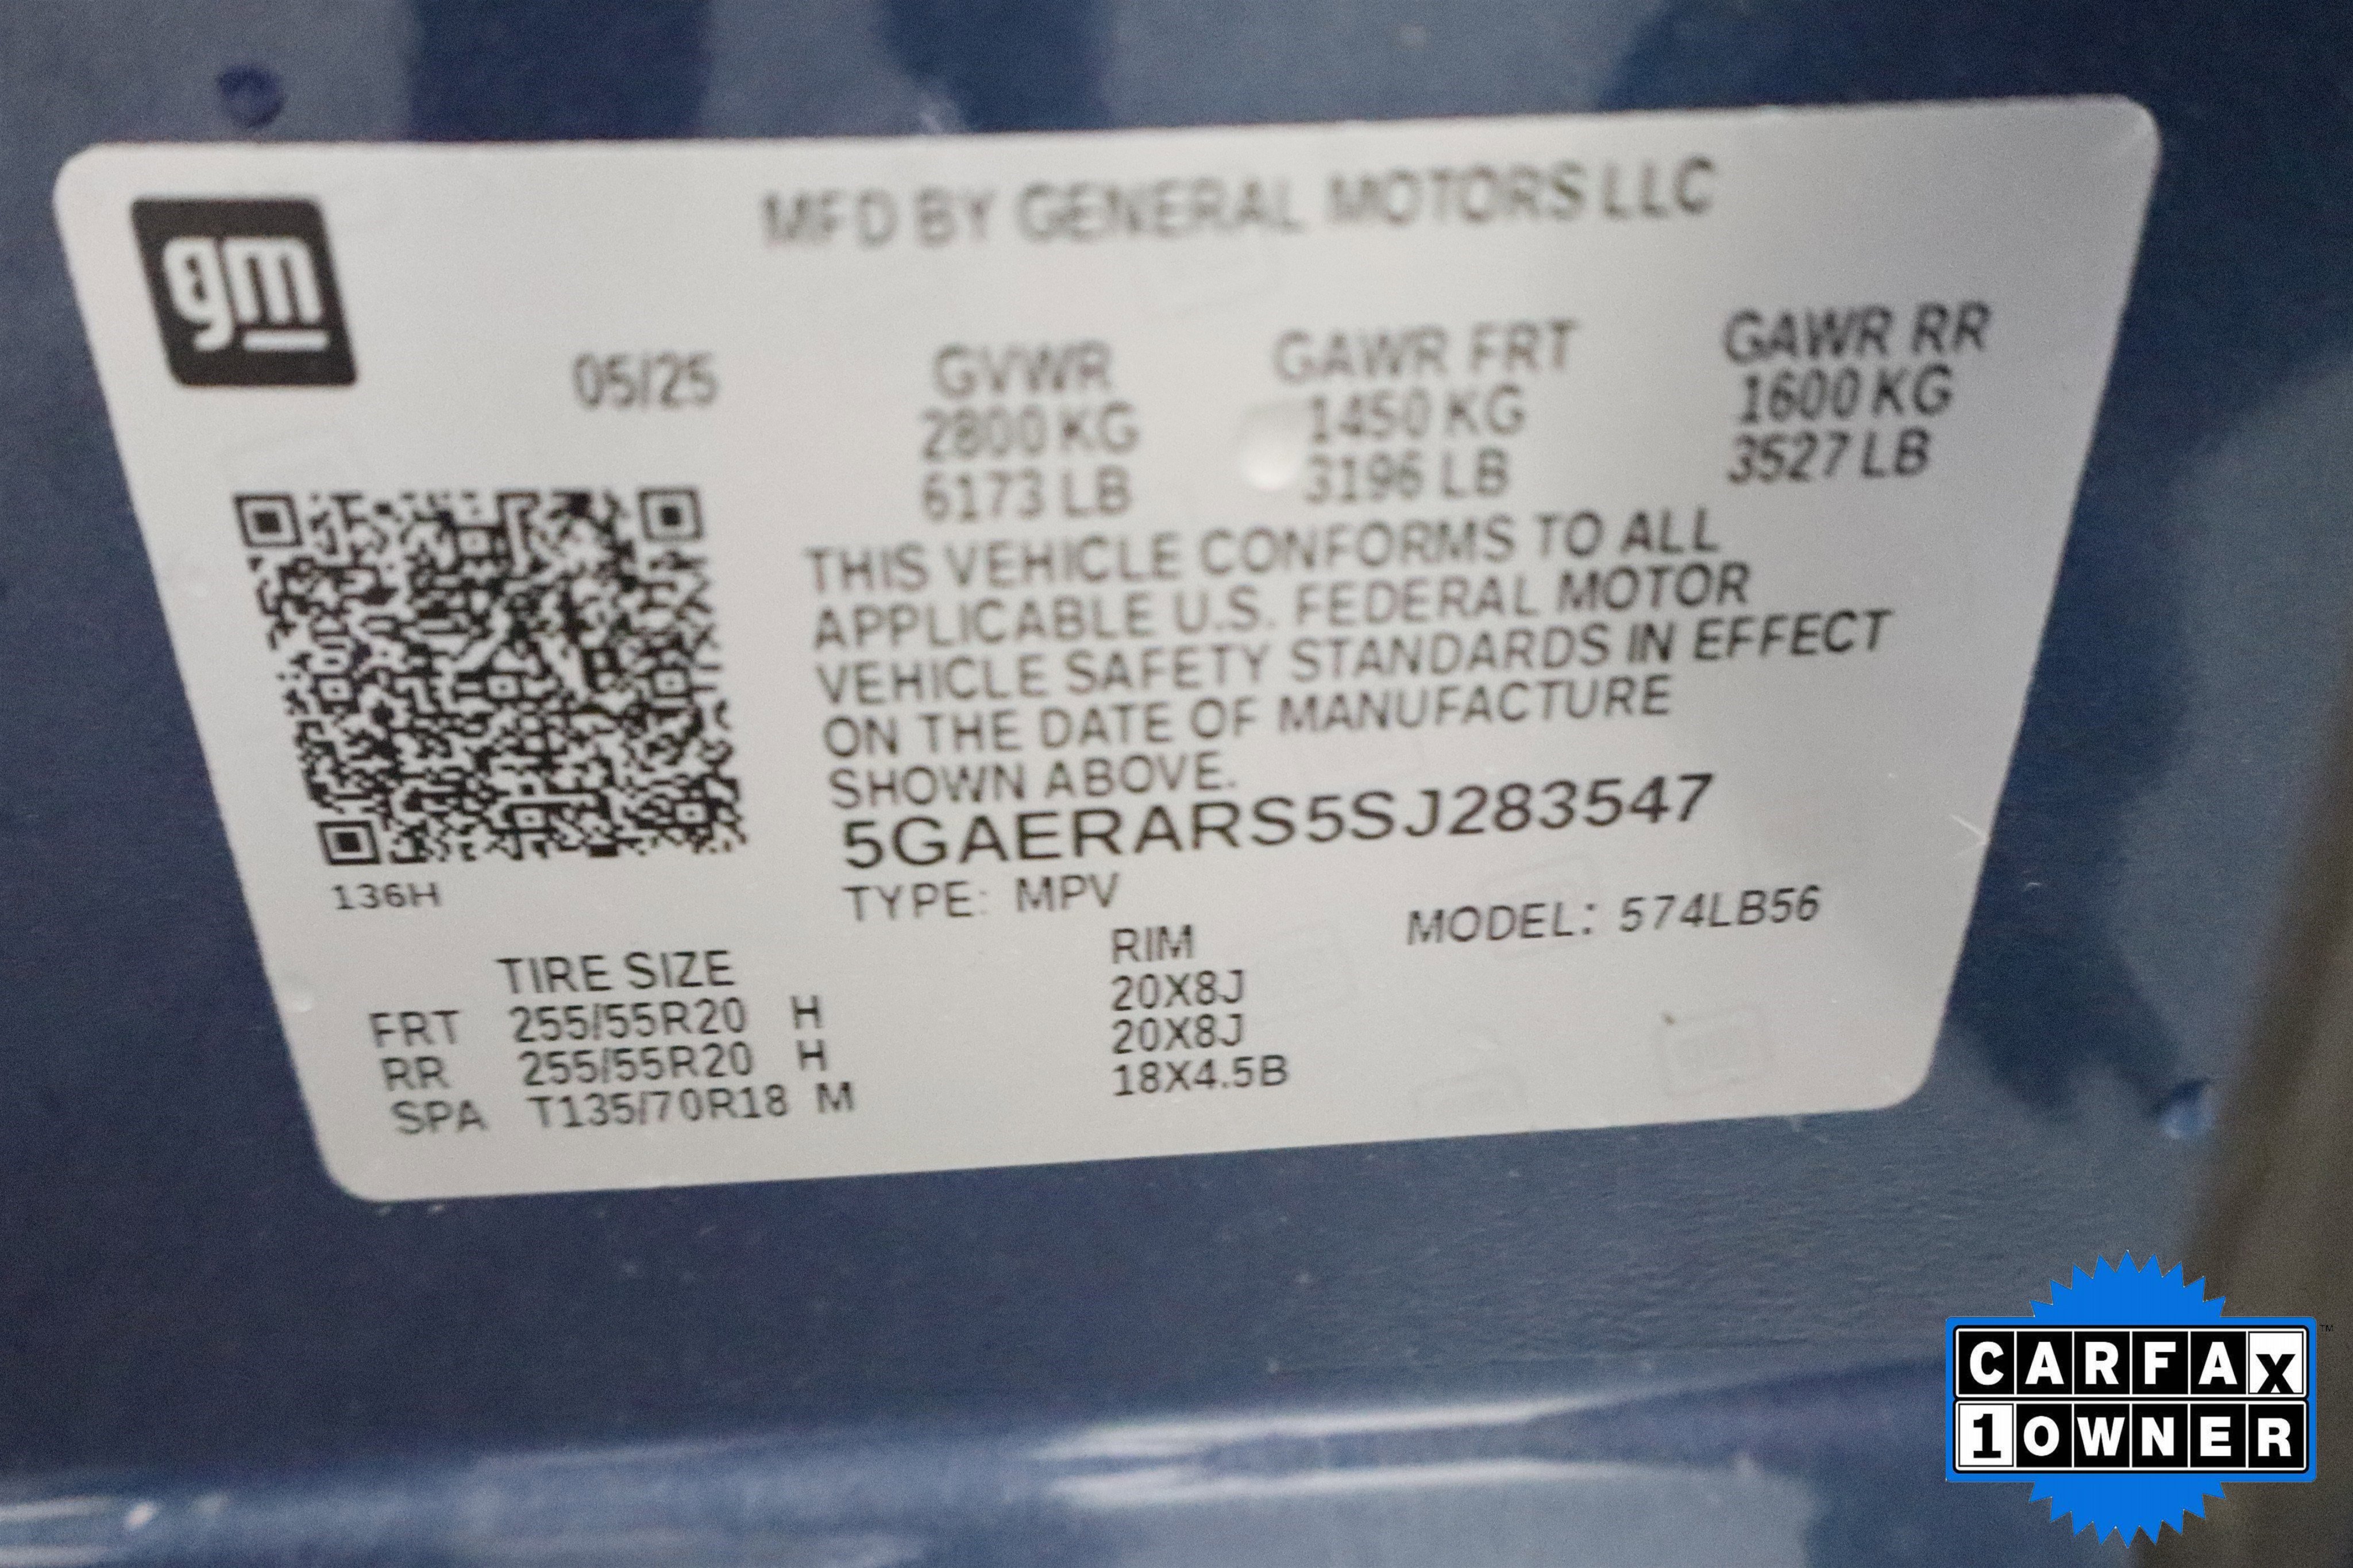 gm
MFD BY GENERAL MOTORS LLC
05/25
GVWR
2800 KG
6173 LB
GAWR FRT
1450 KG
3196 LB
GAWR RR
1600 KG
3527 LB
THIS VEHICLE CONFORMS TO ALL
APPLICABLE U.S. FEDERAL MOTOR
VEHICLE SAFETY STANDARDS IN EFFECT
ON THE DATE OF MANUFACTURE
SHOWN ABOVE.
5GAERARS5SJ283547
136H
TYPE: MPV
MODEL: 574LB56
TIRE SIZE RIM
FRT 255/55R20 H 20X8J
RR 255/55R20 H 20X8J
SPA T135/70R18 M 18X4.5B
CARFAX™
1 OWNER